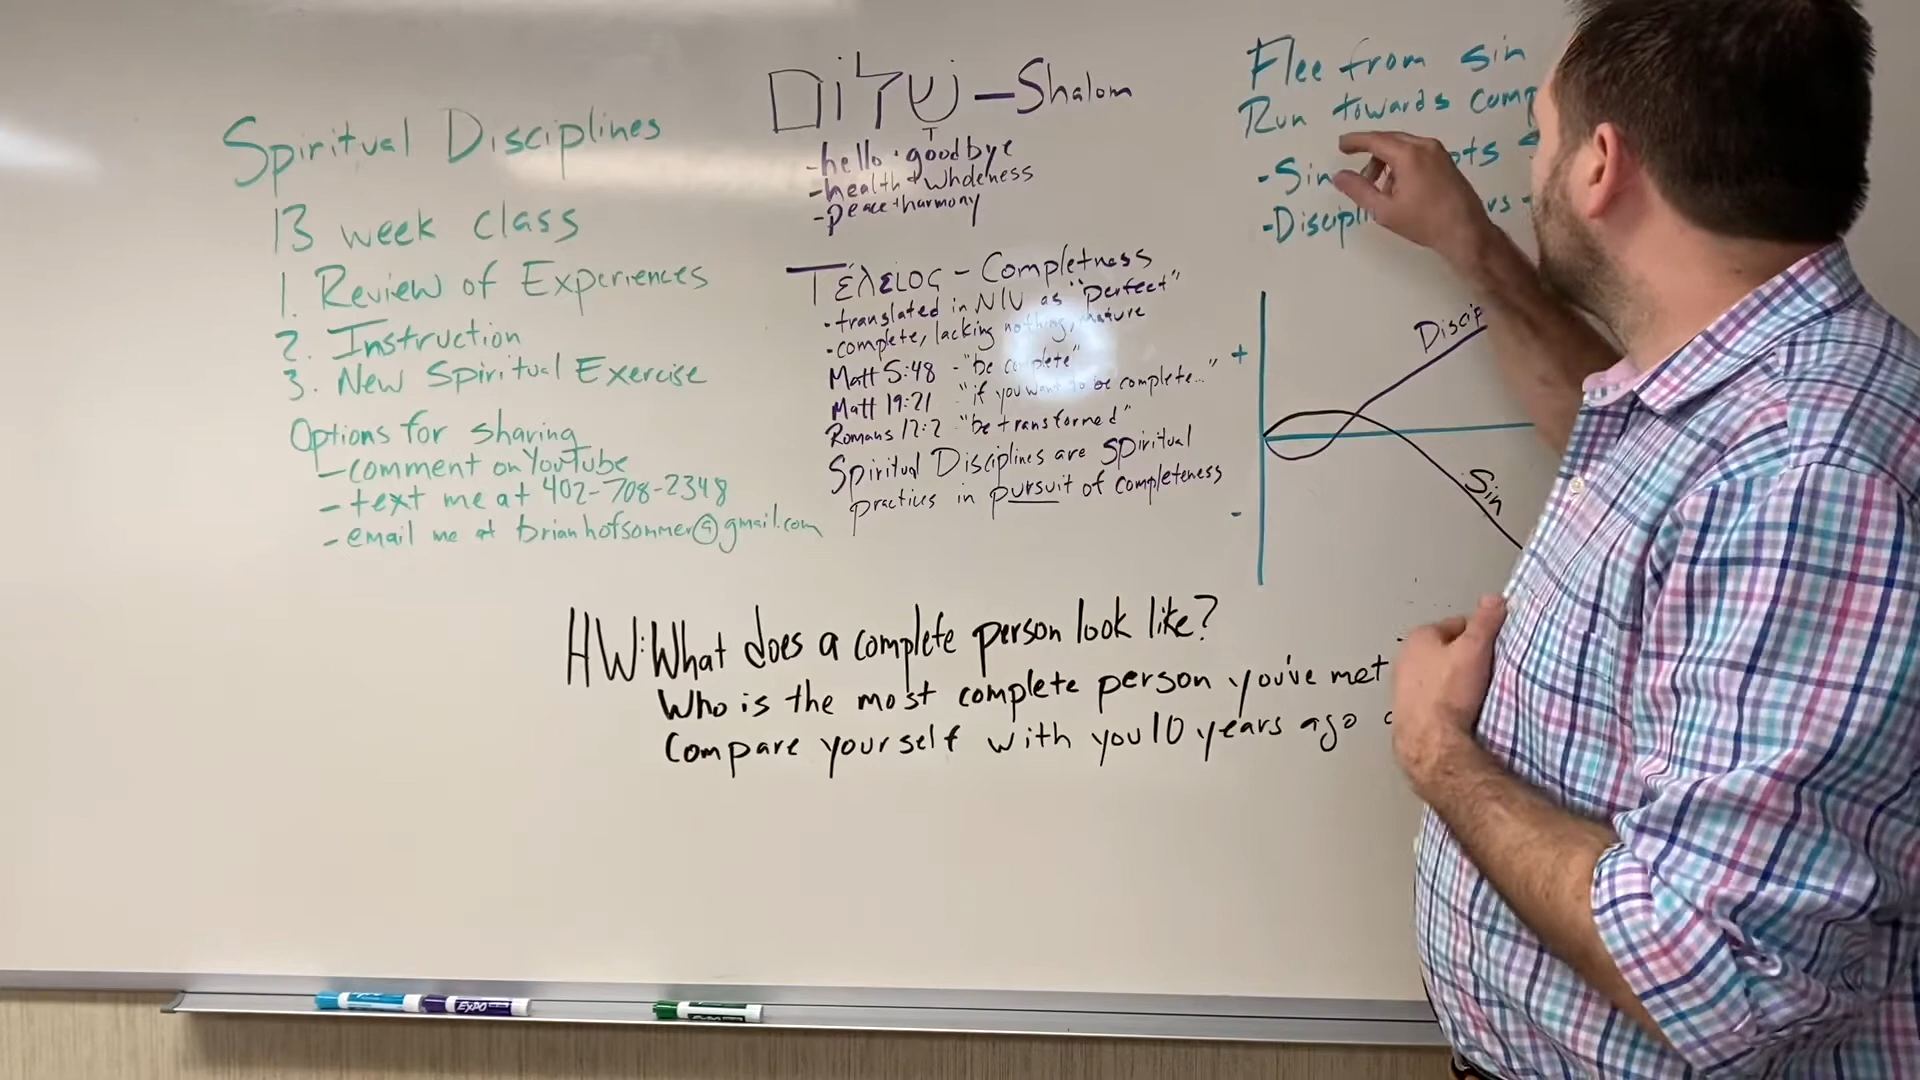 Spiritual Disciplines
13 week class
1. Review of Experiences
2. Instruction
3. New Spiritual Exercise
Options for sharing
- comment on YouTube
- text me at 402-708-2348
- email me at brianhofsommer@gmail.com
שׁלוֹם — Shalom
- hello + goodbye
- health + wholeness
- peace + harmony
Τέλειος - Completness
• translated in NIV as "perfect"
• complete, lacking nothing, mature
Matt 5:48 - "be complete"
Matt 19:21 - "if you want to be complete..."
Romans 12:2 - "be transformed"
Spiritual Disciplines are spiritual
practices in pursuit of completeness
Flee from sin
Run towards comp
- Sin
- Discipli
+
Discip
Sin
-
HW: What does a complete person look like?
Who is the most complete person you've met
Compare yourself with you 10 years ago
EXPO